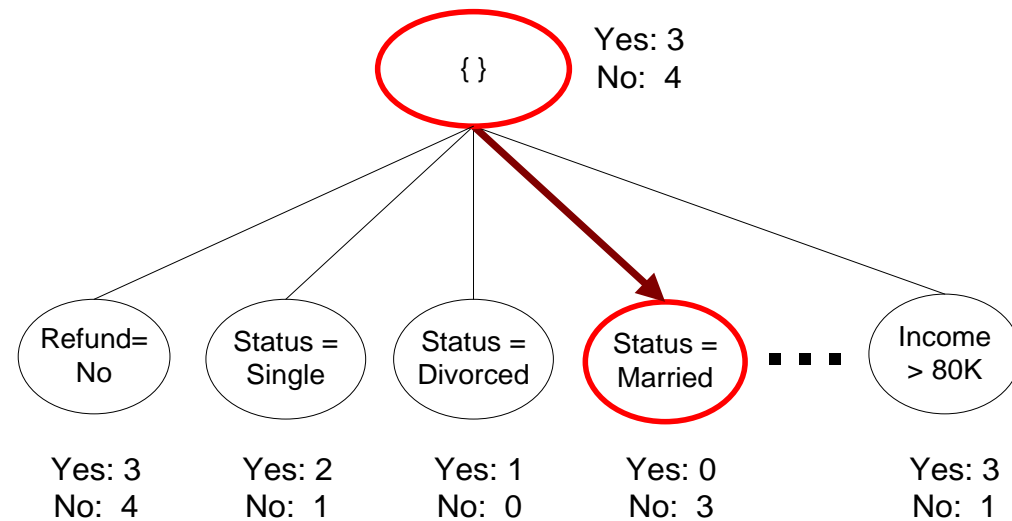 { }
Yes: 3
No: 4
Refund=
No
Status =
Single
Status =
Divorced
Status =
Married
Income
> 80K
Yes: 3
No: 4
Yes: 2
No: 1
Yes: 1
No: 0
Yes: 0
No: 3
Yes: 3
No: 1